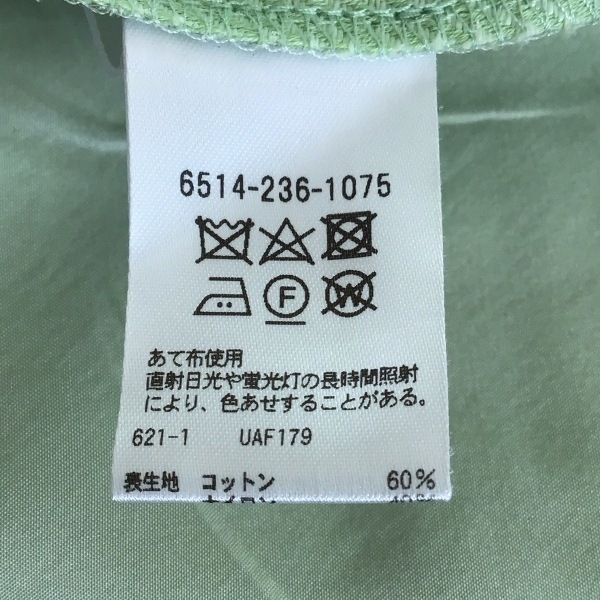 6514-236-1075
F
W
あて布使用
直射日光や蛍光灯の長時間照射
により、色あせすることがある。
621-1 UAF179
表生地 コットン 60%